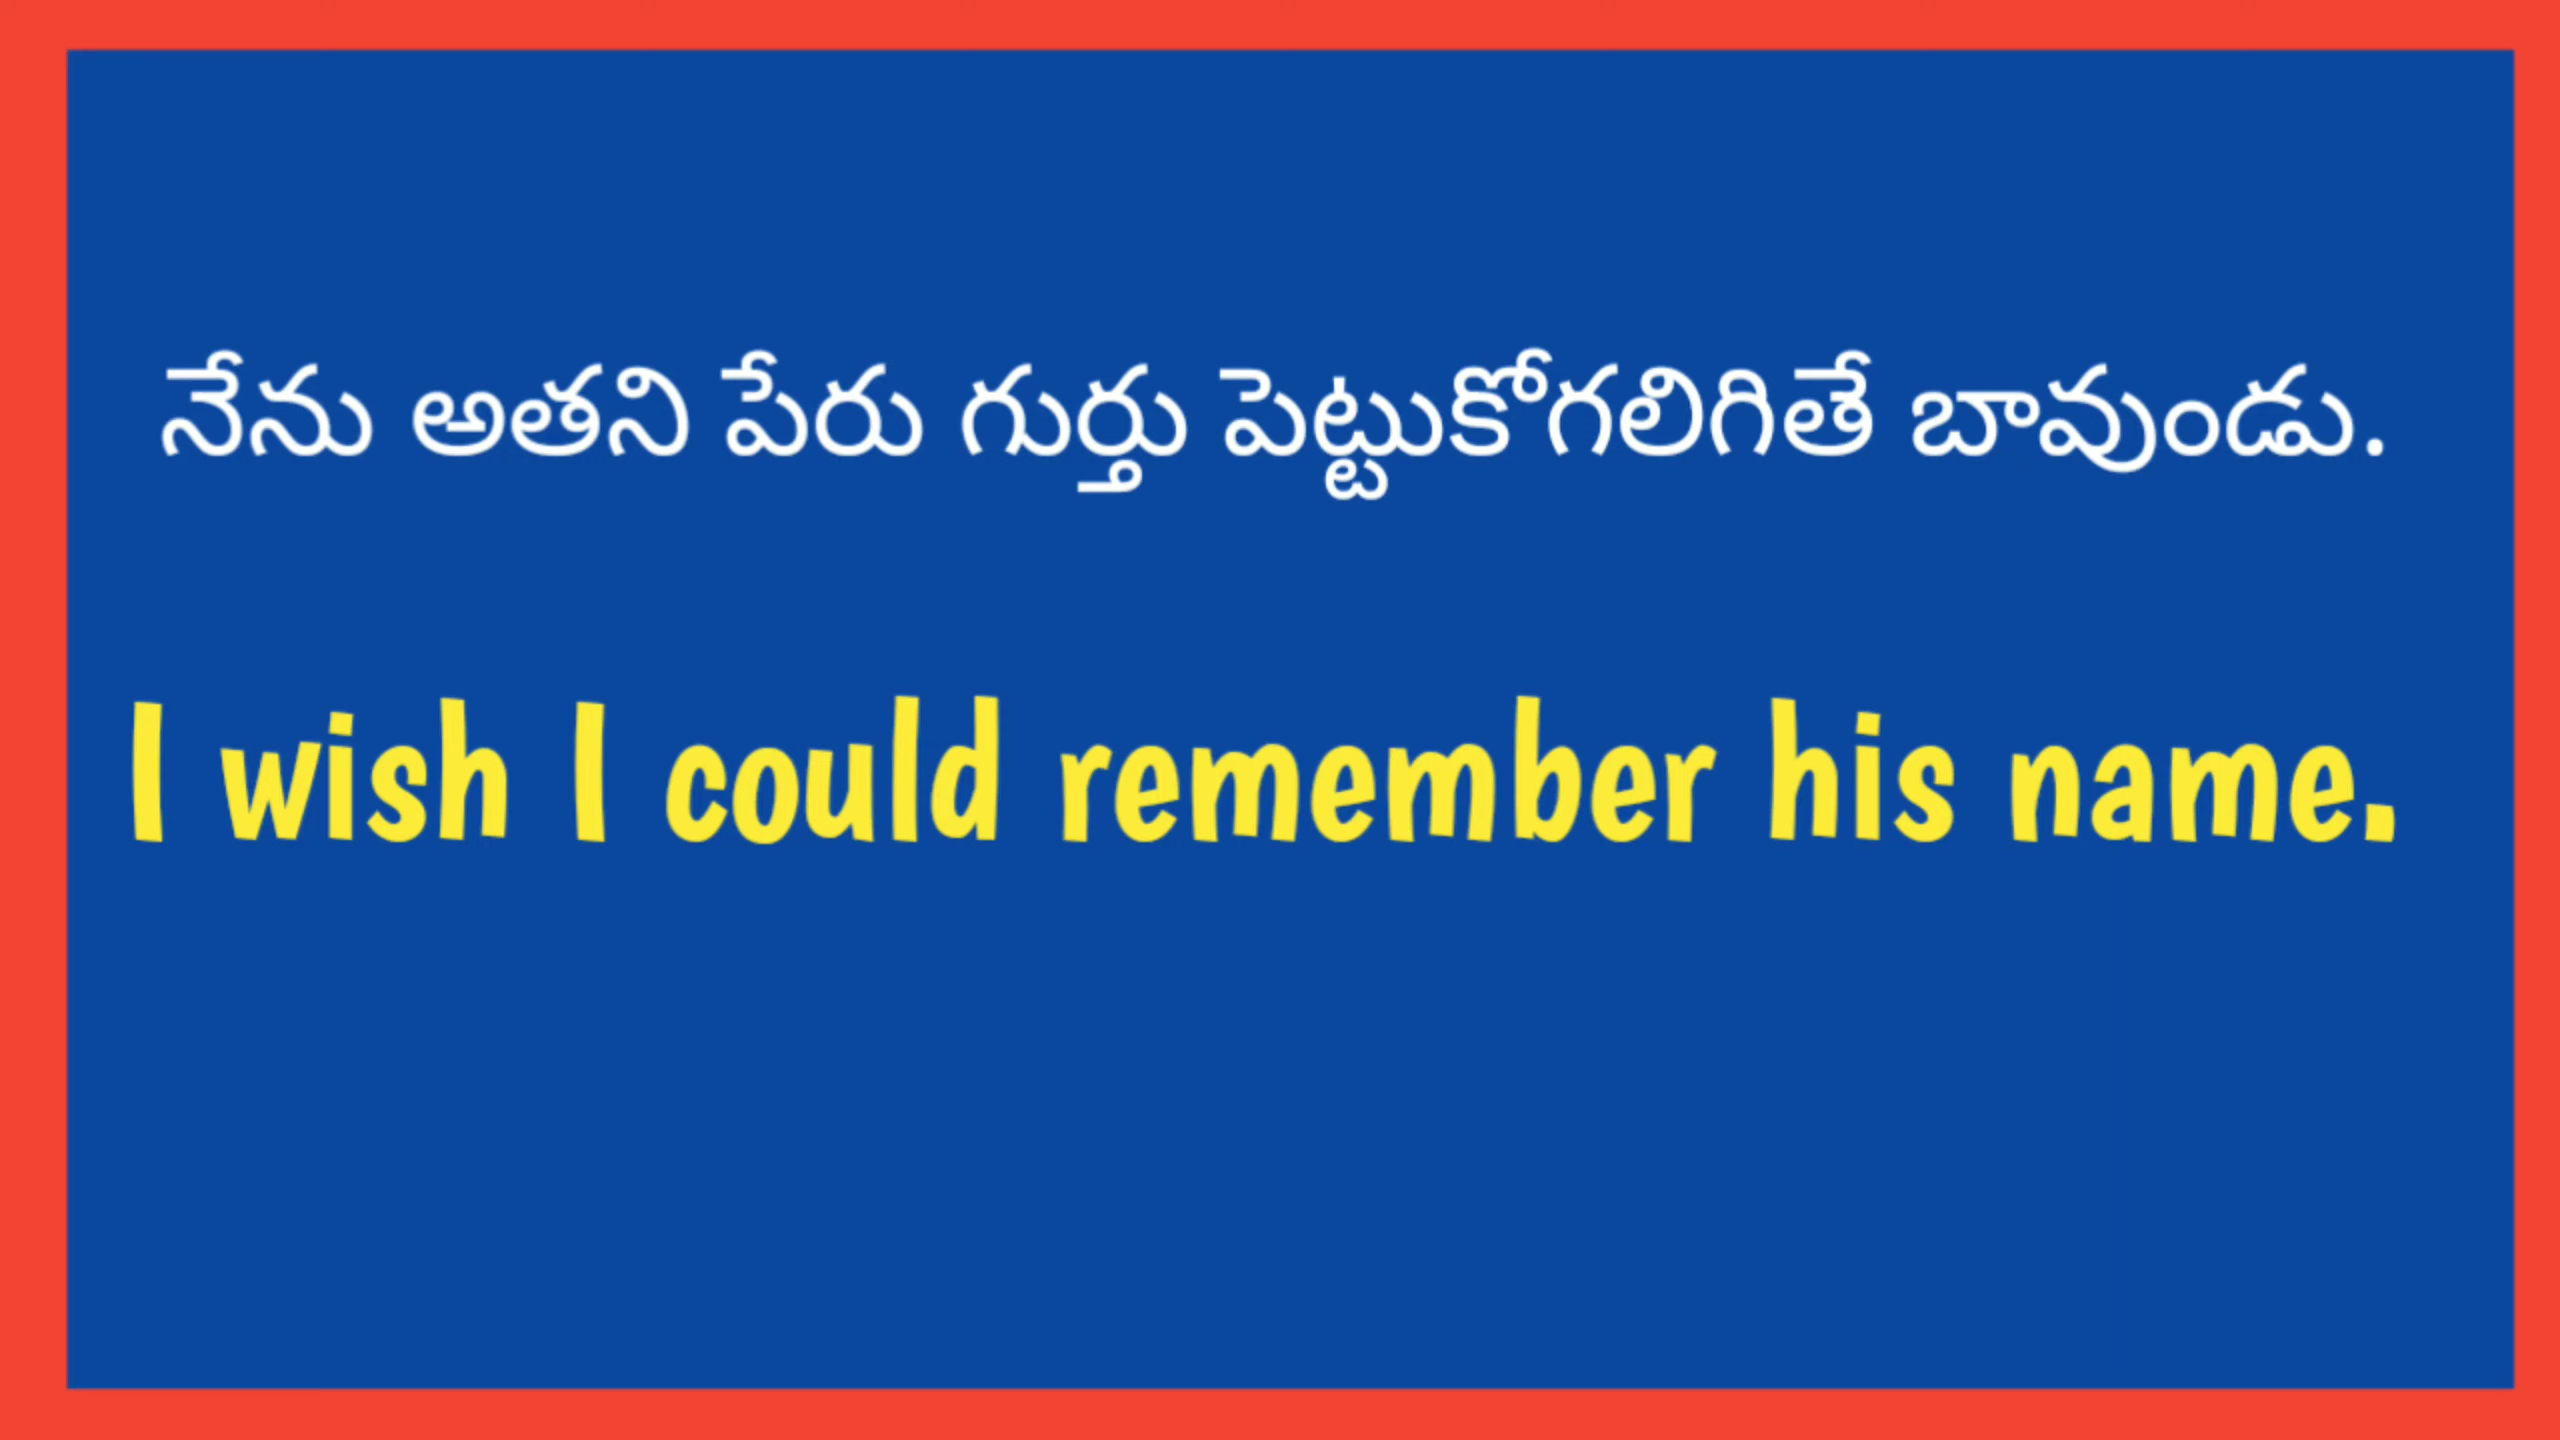 నేను అతని పేరు గుర్తు పెట్టుకోగలిగితే బావుండు.
I wish I could remember his name.